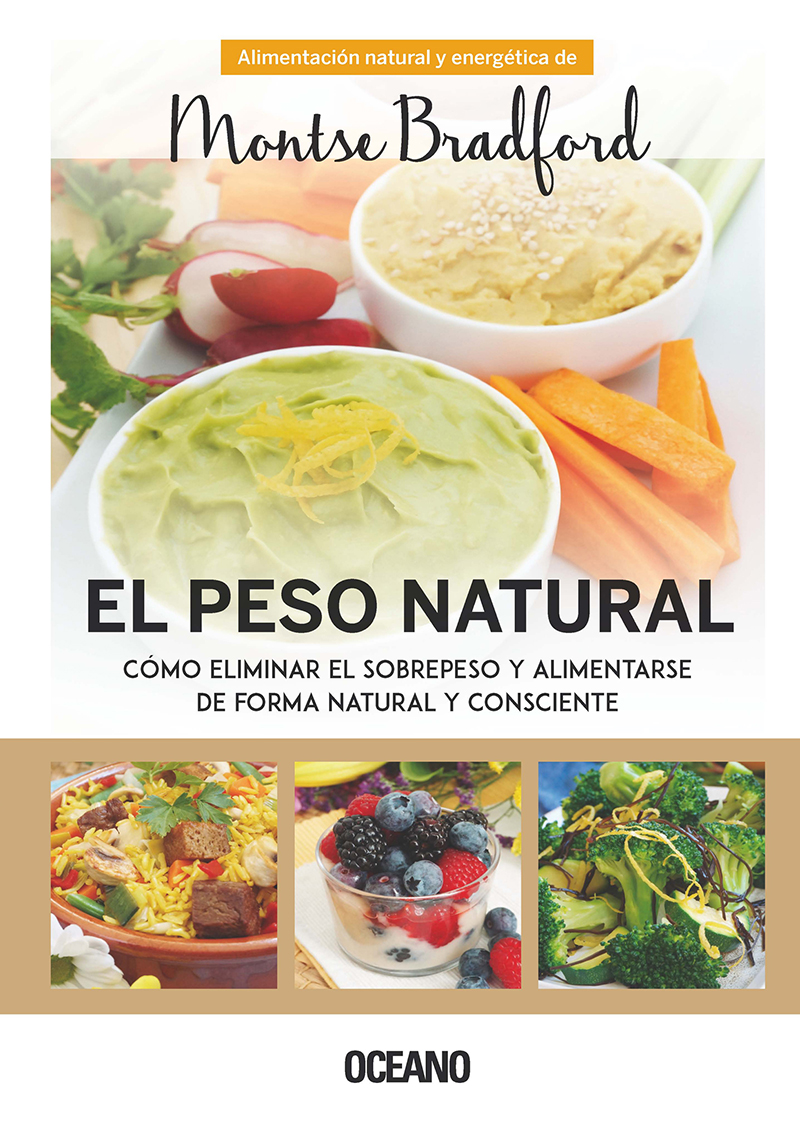 Alimentación natural y energética de
Montse Bradford
EL PESO NATURAL
CÓMO ELIMINAR EL SOBREPESO Y ALIMENTARSE
DE FORMA NATURAL Y CONSCIENTE
OCEANO